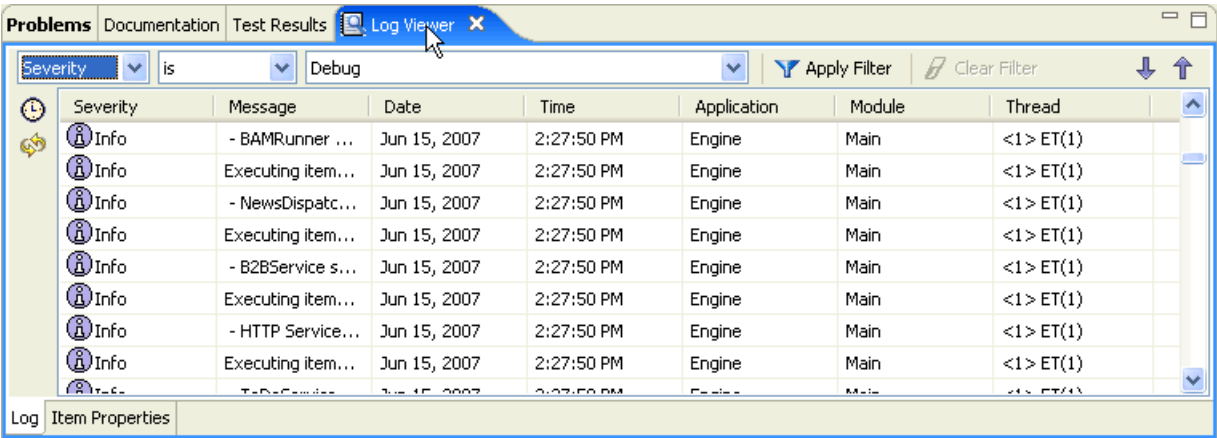 Problems Documentation Test Results Log Viewer
Severity is Debug Apply Filter Clear Filter
Severity Message Date Time Application Module Thread
Info - BAMRunner ... Jun 15, 2007 2:27:50 PM Engine Main <1> ET(1)
Info Executing item... Jun 15, 2007 2:27:50 PM Engine Main <1> ET(1)
Info - NewsDispatc... Jun 15, 2007 2:27:50 PM Engine Main <1> ET(1)
Info Executing item... Jun 15, 2007 2:27:50 PM Engine Main <1> ET(1)
Info - B2BService s... Jun 15, 2007 2:27:50 PM Engine Main <1> ET(1)
Info Executing item... Jun 15, 2007 2:27:50 PM Engine Main <1> ET(1)
Info - HTTP Service... Jun 15, 2007 2:27:50 PM Engine Main <1> ET(1)
Info Executing item... Jun 15, 2007 2:27:50 PM Engine Main <1> ET(1)
Log Item Properties